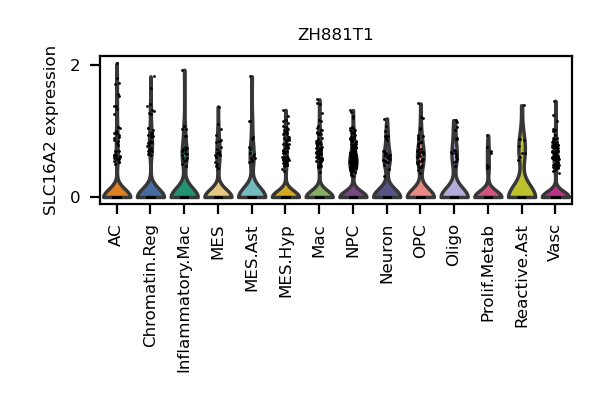 ZH881T1
SLC16A2 expression
2
0
AC
Chromatin.Reg
Inflammatory.Mac
MES
MES.Ast
MES.Hyp
Mac
NPC
Neuron
OPC
Oligo
Prolif.Metab
Reactive.Ast
Vasc